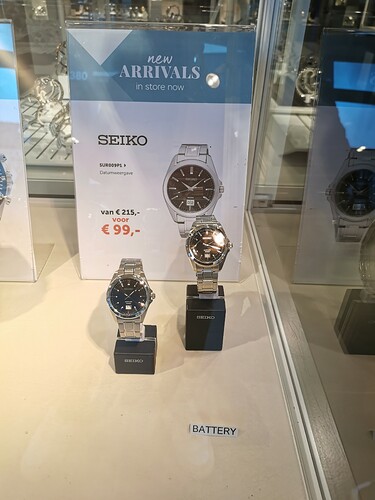 new
ARRIVALS
in store now
SEIKO
Datumweergave
van € 215,-
voor
€ 99,-
SEIKO
SEIKO
BATTERY